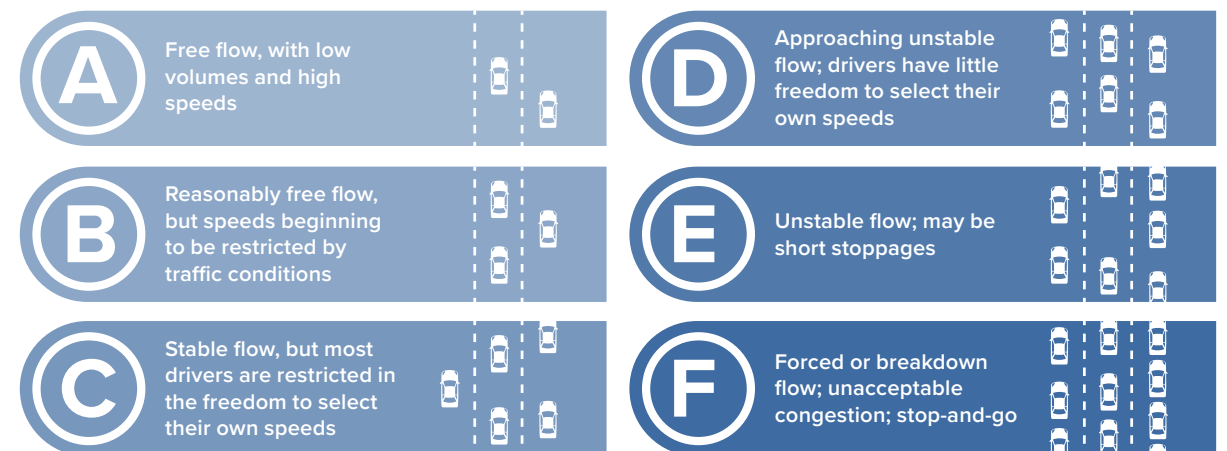 A
Free flow, with low
volumes and high
speeds
B
Reasonably free flow,
but speeds beginning
to be restricted by
traffic conditions
C
Stable flow, but most
drivers are restricted in
the freedom to select
their own speeds
D
Approaching unstable
flow; drivers have little
freedom to select their
own speeds
E
Unstable flow; may be
short stoppages
F
Forced or breakdown
flow; unacceptable
congestion; stop-and-go